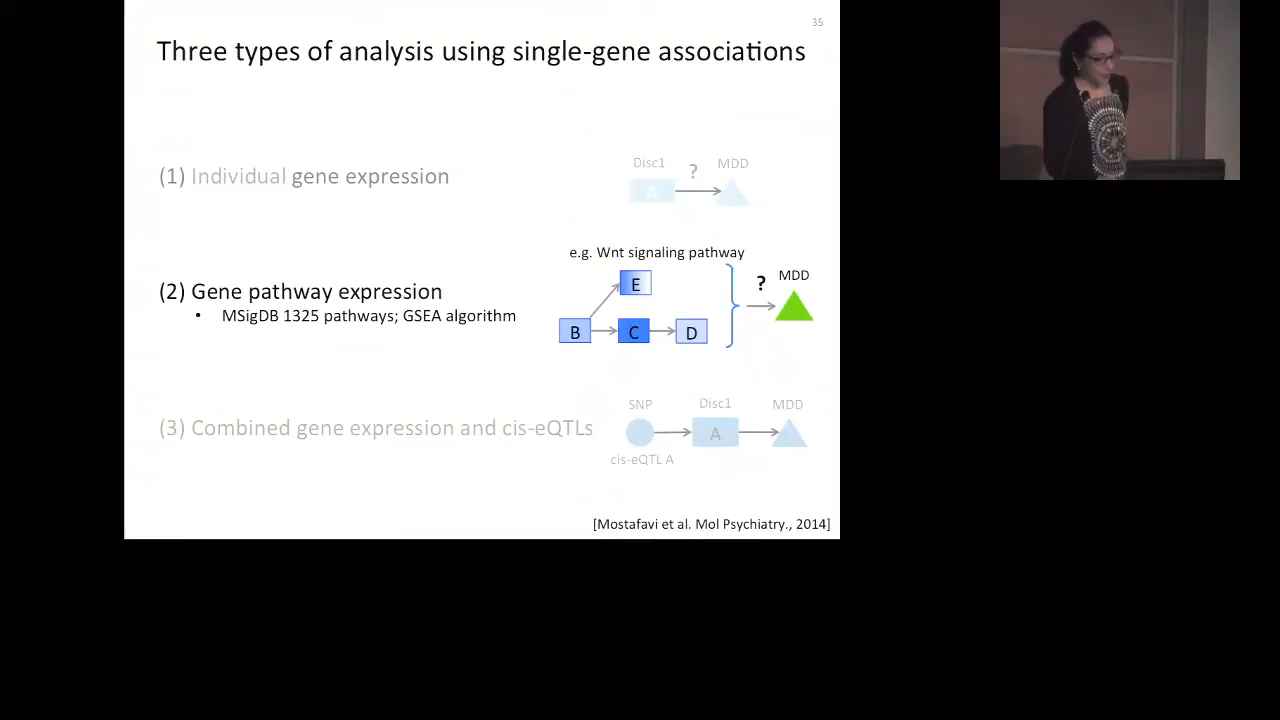 35
Three types of analysis using single-gene associations
(1) Individual gene expression
Disc1
MDD
?
A
e.g. Wnt signaling pathway
(2) Gene pathway expression
• MSigDB 1325 pathways; GSEA algorithm
E
B
C
D
?
MDD
(3) Combined gene expression and cis-eQTLs
SNP
Disc1
MDD
A
cis-eQTL A
[Mostafavi et al. Mol Psychiatry., 2014]